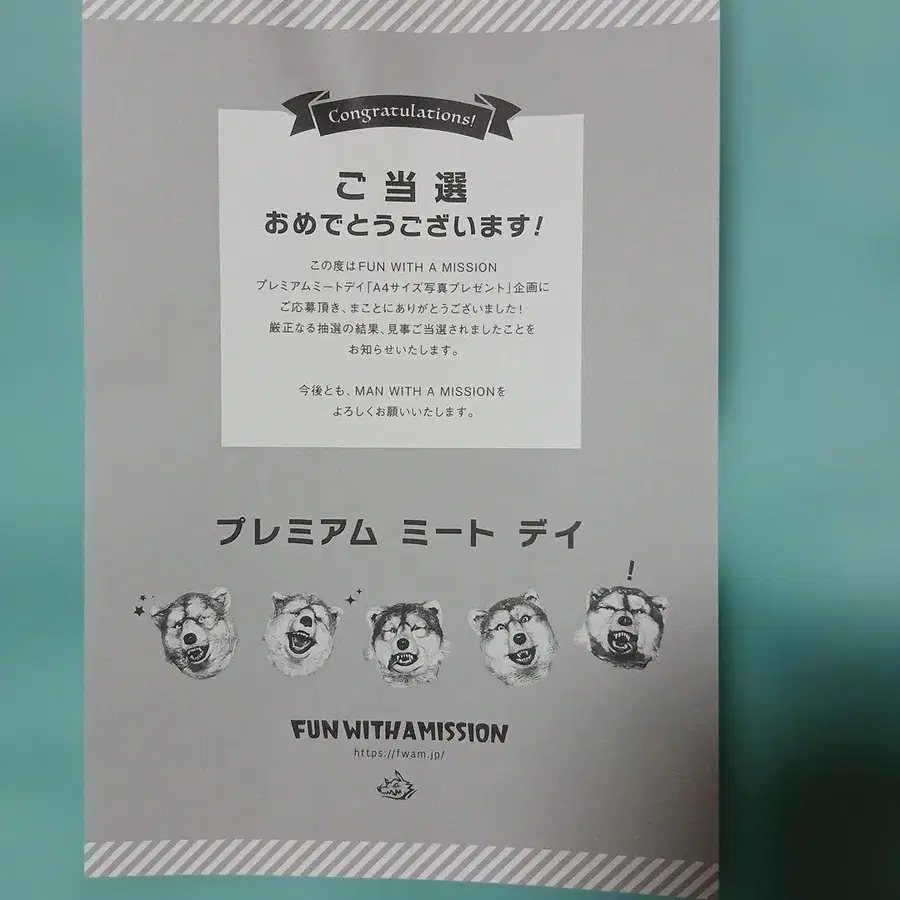 Congratulations!
ご当選
おめでとうございます!
この度はFUN WITH A MISSION
プレミアムミートデイ「A4サイズ写真プレゼント」企画に
ご応募頂き、まことにありがとうございました!
厳正なる抽選の結果、見事ご当選されましたことを
お知らせいたします。
今後とも、MAN WITH A MISSIONを
よろしくお願いいたします。
プレミアム ミート デイ
!
FUN WITH A MISSION
https://fwam.jp/